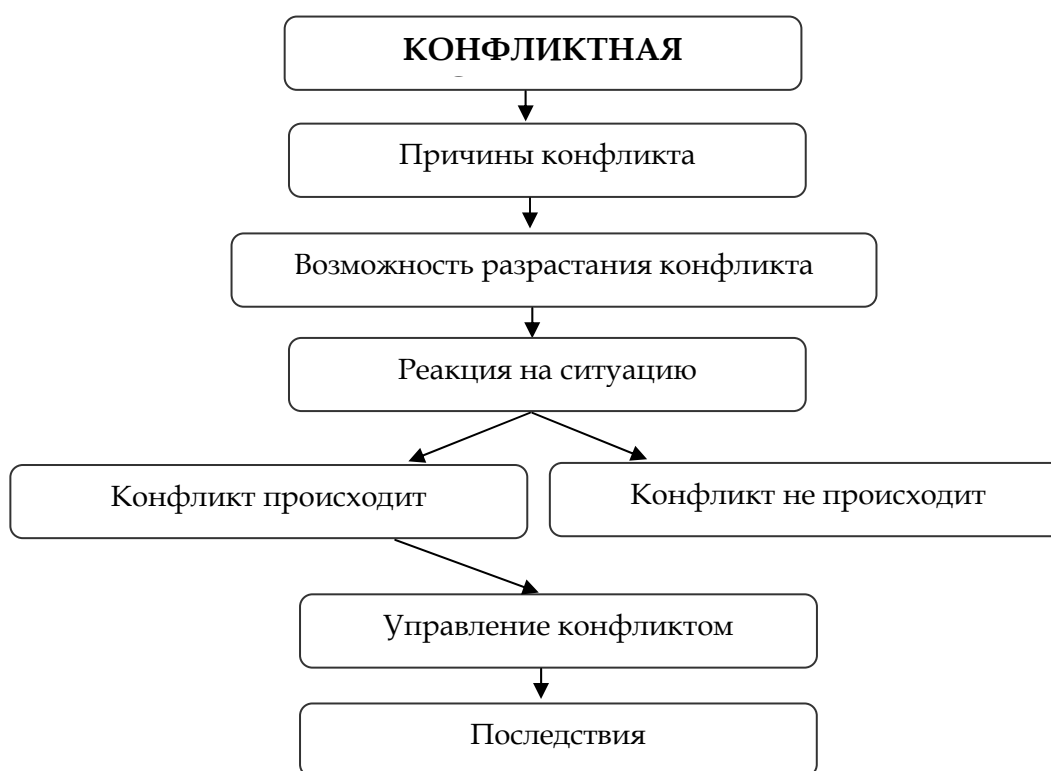 КОНФЛИКТНАЯ
Причины конфликта
Возможность разрастания конфликта
Реакция на ситуацию
Конфликт происходит
Конфликт не происходит
Управление конфликтом
Последствия